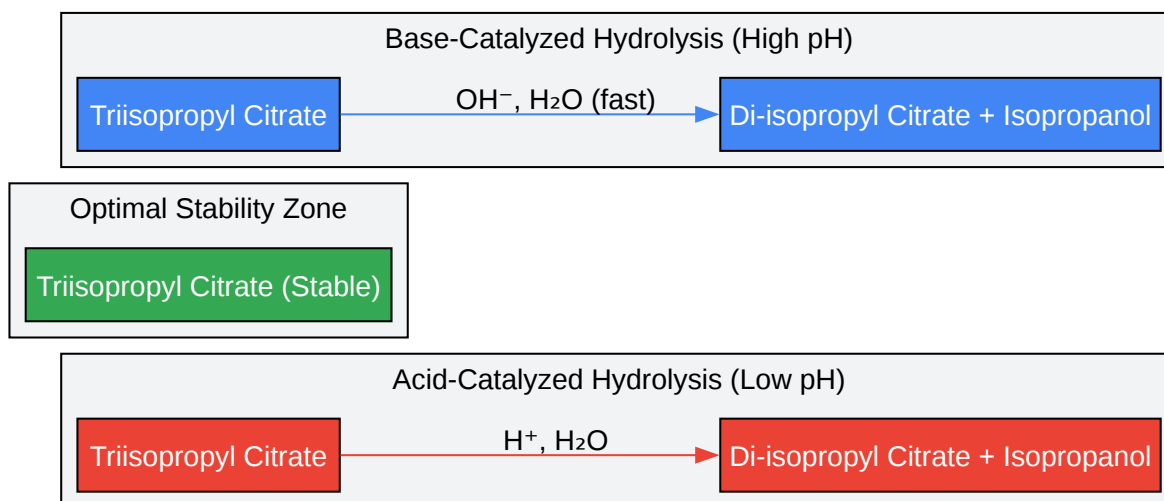 Base-Catalyzed Hydrolysis (High pH)
Triisopropyl Citrate
OH⁻, H₂O (fast)
Di-isopropyl Citrate + Isopropanol
Optimal Stability Zone
Triisopropyl Citrate (Stable)
Acid-Catalyzed Hydrolysis (Low pH)
Triisopropyl Citrate
H⁺, H₂O
Di-isopropyl Citrate + Isopropanol